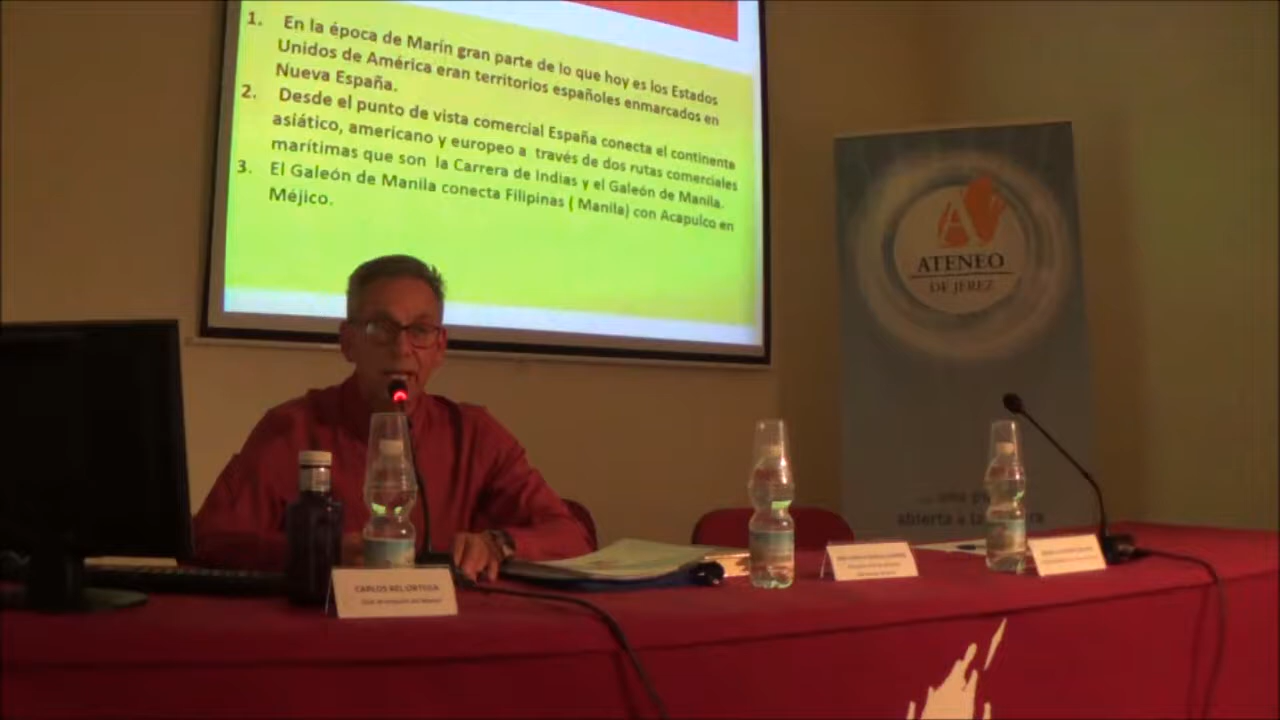 1. En la época de Marín gran parte de lo que hoy es los Estados
Unidos de América eran territorios españoles enmarcados en
Nueva España.
2. Desde el punto de vista comercial España conecta el continente
asiático, americano y europeo a través de dos rutas comerciales
marítimas que son la Carrera de Indias y el Galeón de Manila.
3. El Galeón de Manila conecta Filipinas ( Manila) con Acapulco en
Méjico.
A
ATENEO
DE JEREZ
... una
abierta a la
CARLOS